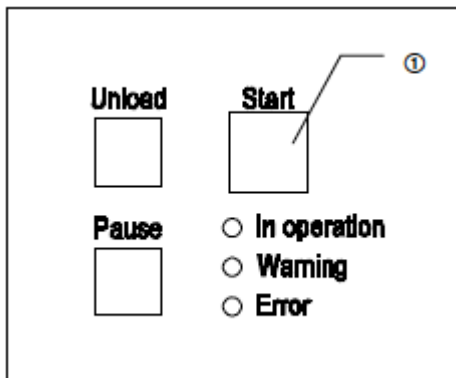 ①
Unload Start
Pause
In operation
Warning
Error